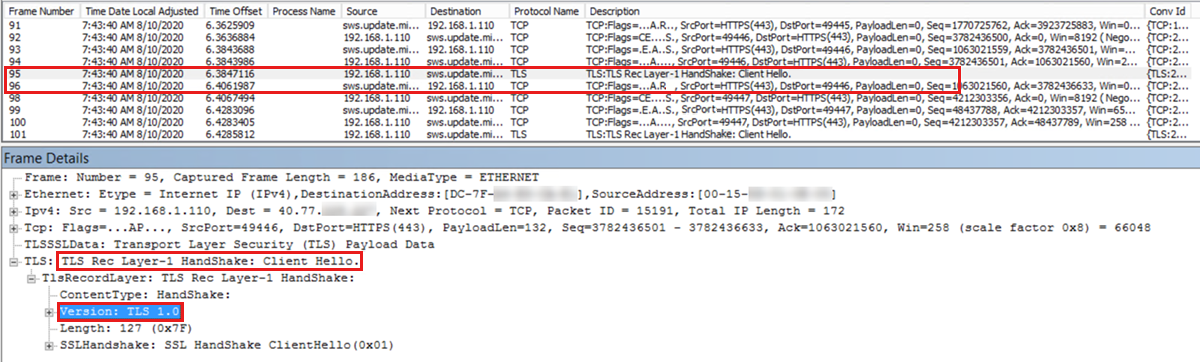 Frame Number Time Date Local Adjusted Time Offset Process Name Source Destination Protocol Name Description Conv Id
91 7:43:40 AM 8/10/2020 6.3625909 sws.update.mi... 192.168.1.110 TCP TCP:Flags=...A.R.., SrcPort=HTTPS(443), DstPort=49445, PayloadLen=0, Seq=1770725762, Ack=3923725883, Win=0... {TCP:1...
92 7:43:40 AM 8/10/2020 6.3636884 192.168.1.110 sws.update.mi... TCP TCP:Flags=CE....S., SrcPort=49446, DstPort=HTTPS(443), PayloadLen=0, Seq=3782436500, Ack=0, Win=8192 ( Nego... {TCP:2...
93 7:43:40 AM 8/10/2020 6.3843688 sws.update.mi... 192.168.1.110 TCP TCP:Flags=.E.A..S., SrcPort=HTTPS(443), DstPort=49446, PayloadLen=0, Seq=1063021559, Ack=3782436501, Win=... {TCP:2...
94 7:43:40 AM 8/10/2020 6.3843986 192.168.1.110 sws.update.mi... TCP TCP:Flags=...A...., SrcPort=49446, DstPort=HTTPS(443), PayloadLen=0, Seq=3782436501, Ack=1063021560, Win=2... {TCP:2...
95 7:43:40 AM 8/10/2020 6.3847116 192.168.1.110 sws.update.mi... TLS TLS:TLS Rec Layer-1 HandShake: Client Hello. {TLS:2...
96 7:43:40 AM 8/10/2020 6.4061987 sws.update.mi... 192.168.1.110 TCP TCP:Flags=...A.R.., SrcPort=HTTPS(443), DstPort=49446, PayloadLen=0, Seq=1063021560, Ack=3782436633, Win=0... {TCP:2...
98 7:43:40 AM 8/10/2020 6.4067494 192.168.1.110 sws.update.mi... TCP TCP:Flags=CE....S., SrcPort=49447, DstPort=HTTPS(443), PayloadLen=0, Seq=4212303356, Ack=0, Win=8192 ( Nego... {TCP:2...
99 7:43:40 AM 8/10/2020 6.4283096 sws.update.mi... 192.168.1.110 TCP TCP:Flags=.E.A..S., SrcPort=HTTPS(443), DstPort=49447, PayloadLen=0, Seq=48437788, Ack=4212303357, Win=65... {TCP:2...
100 7:43:40 AM 8/10/2020 6.4283483 192.168.1.110 sws.update.mi... TCP TCP:Flags=...A...., SrcPort=49447, DstPort=HTTPS(443), PayloadLen=0, Seq=4212303357, Ack=48437789, Win=258 ... {TCP:2...
101 7:43:40 AM 8/10/2020 6.4285812 192.168.1.110 sws.update.mi... TLS TLS:TLS Rec Layer-1 HandShake: Client Hello. {TLS:2...
Frame Details
Frame: Number = 95, Captured Frame Length = 186, MediaType = ETHERNET
Ethernet: Etype = Internet IP (IPv4),DestinationAddress:[DC-7F- ],SourceAddress:[00-15- ]
Ipv4: Src = 192.168.1.110, Dest = 40.77. , Next Protocol = TCP, Packet ID = 15191, Total IP Length = 172
Tcp: Flags=...AP..., SrcPort=49446, DstPort=HTTPS(443), PayloadLen=132, Seq=3782436501 - 3782436633, Ack=1063021560, Win=258 (scale factor 0x8) = 66048
TLSSSLData: Transport Layer Security (TLS) Payload Data
TLS: TLS Rec Layer-1 HandShake: Client Hello.
TlsRecordLayer: TLS Rec Layer-1 HandShake:
ContentType: HandShake:
Version: TLS 1.0
Length: 127 (0x7F)
SSLHandshake: SSL HandShake ClientHello(0x01)